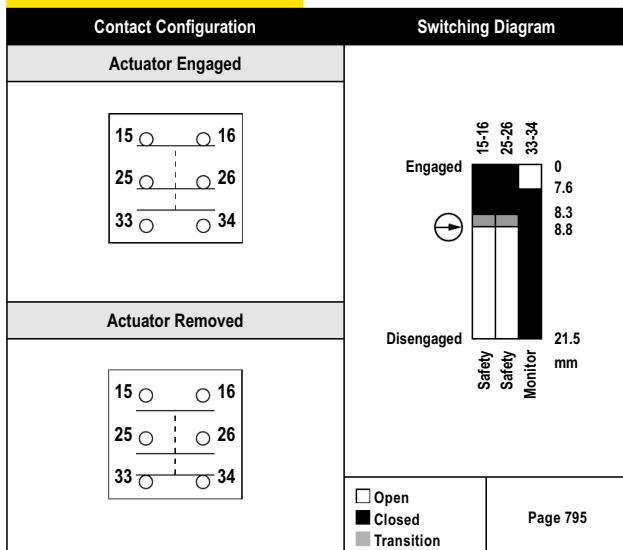 Contact Configuration
Switching Diagram
Actuator Engaged
15 16
25 26
33 34
Actuator Removed
15 16
25 26
33 34
15-16 25-26 33-34
Engaged 0
7.6
8.3
8.8
Disengaged 21.5
mm
Safety Safety Monitor
Open
Closed
Transition
Page 795